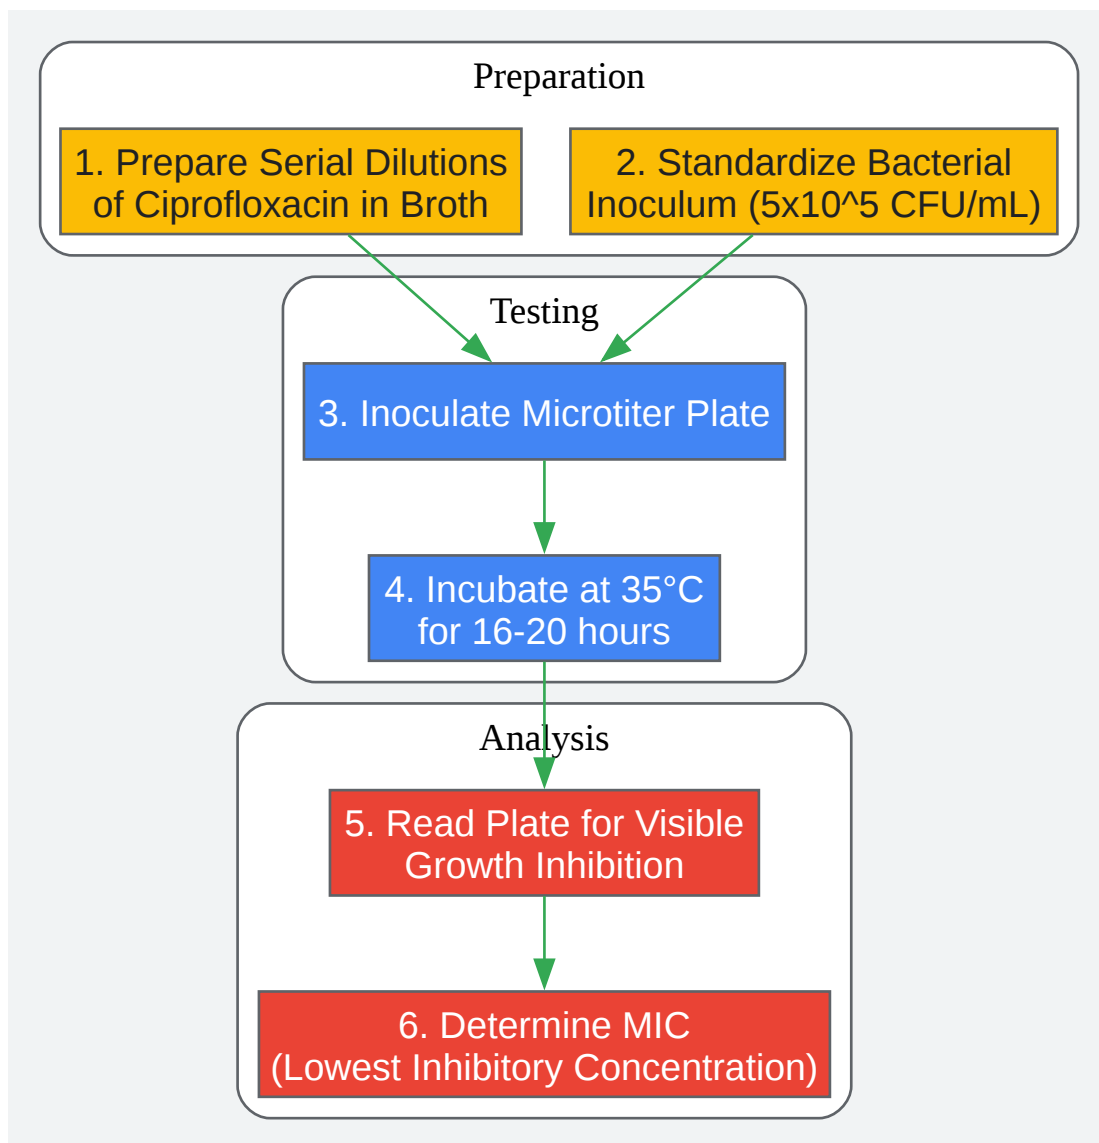 Preparation
1. Prepare Serial Dilutions
of Ciprofloxacin in Broth
2. Standardize Bacterial
Inoculum (5x10^5 CFU/mL)
Testing
3. Inoculate Microtiter Plate
4. Incubate at 35°C
for 16-20 hours
Analysis
5. Read Plate for Visible
Growth Inhibition
6. Determine MIC
(Lowest Inhibitory Concentration)